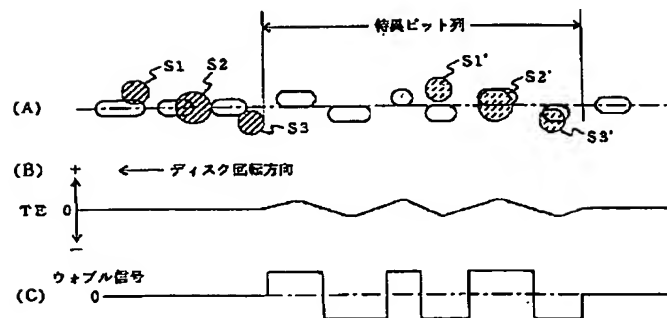 特異ピット列
S1
S2
S1'
S2'
(A)
S3
S3'
(B)
+
ディスク回転方向
TE 0
−
ウォブル信号
(C)
0